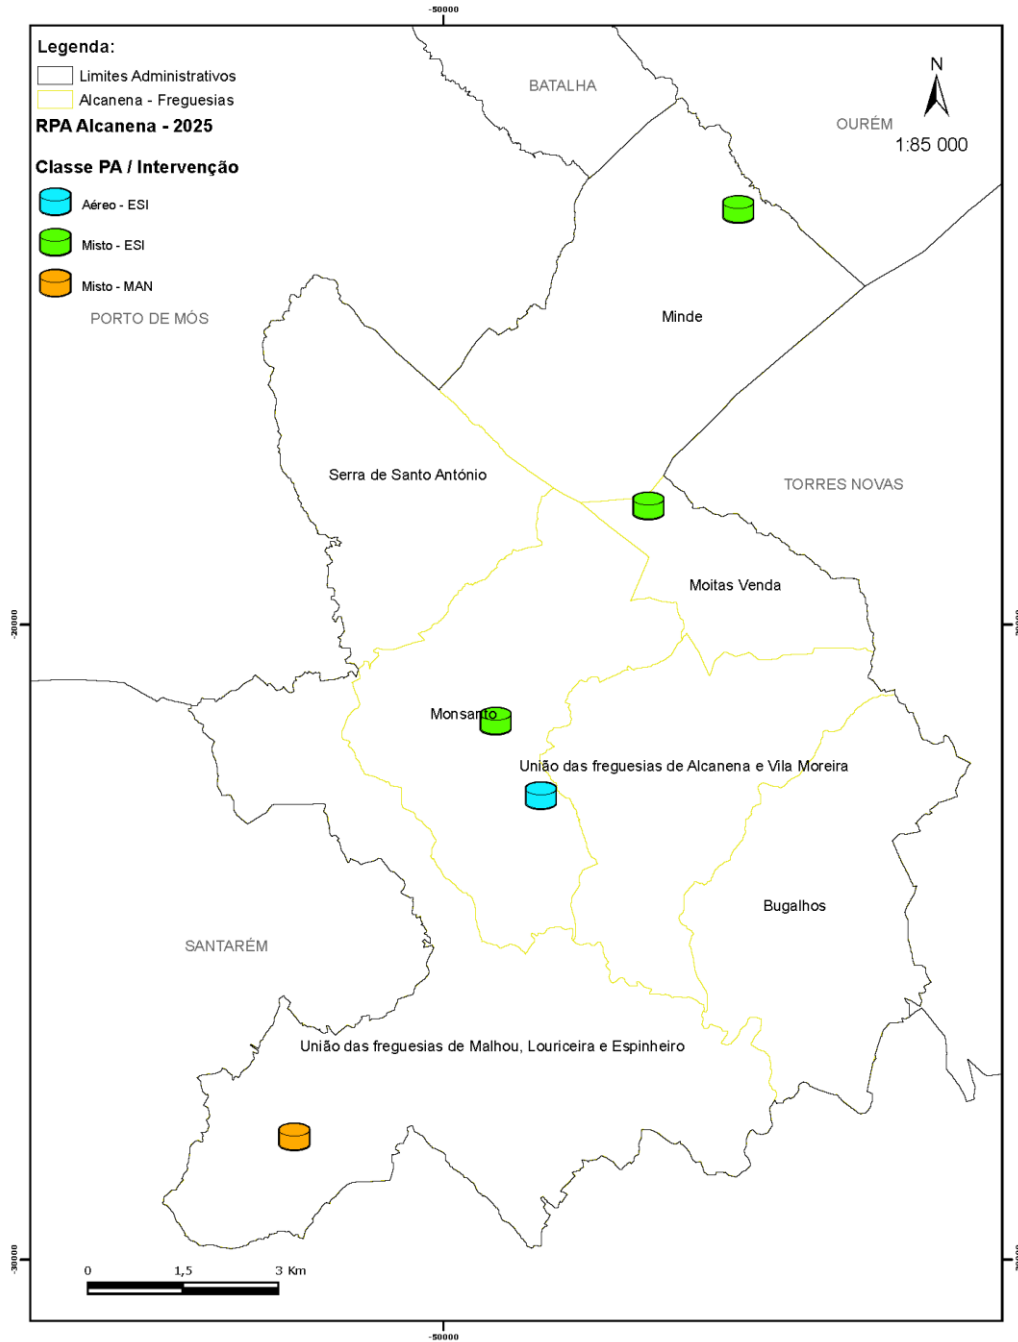 -50000
Legenda:
Limites Administrativos
Alcanena - Freguesias
RPA Alcanena - 2025
Classe PA / Intervenção
Aéreo - ESI
Misto - ESI
Misto - MAN
BATALHA
N
OURÉM
1:85 000
PORTO DE MÓS
Minde
Serra de Santo António
TORRES NOVAS
Moitas Venda
-20000
Monsanto
União das freguesias de Alcanena e Vila Moreira
Bugalhos
SANTARÉM
União das freguesias de Malhou, Louriceira e Espinheiro
-30000
0 1,5 3 Km
-50000